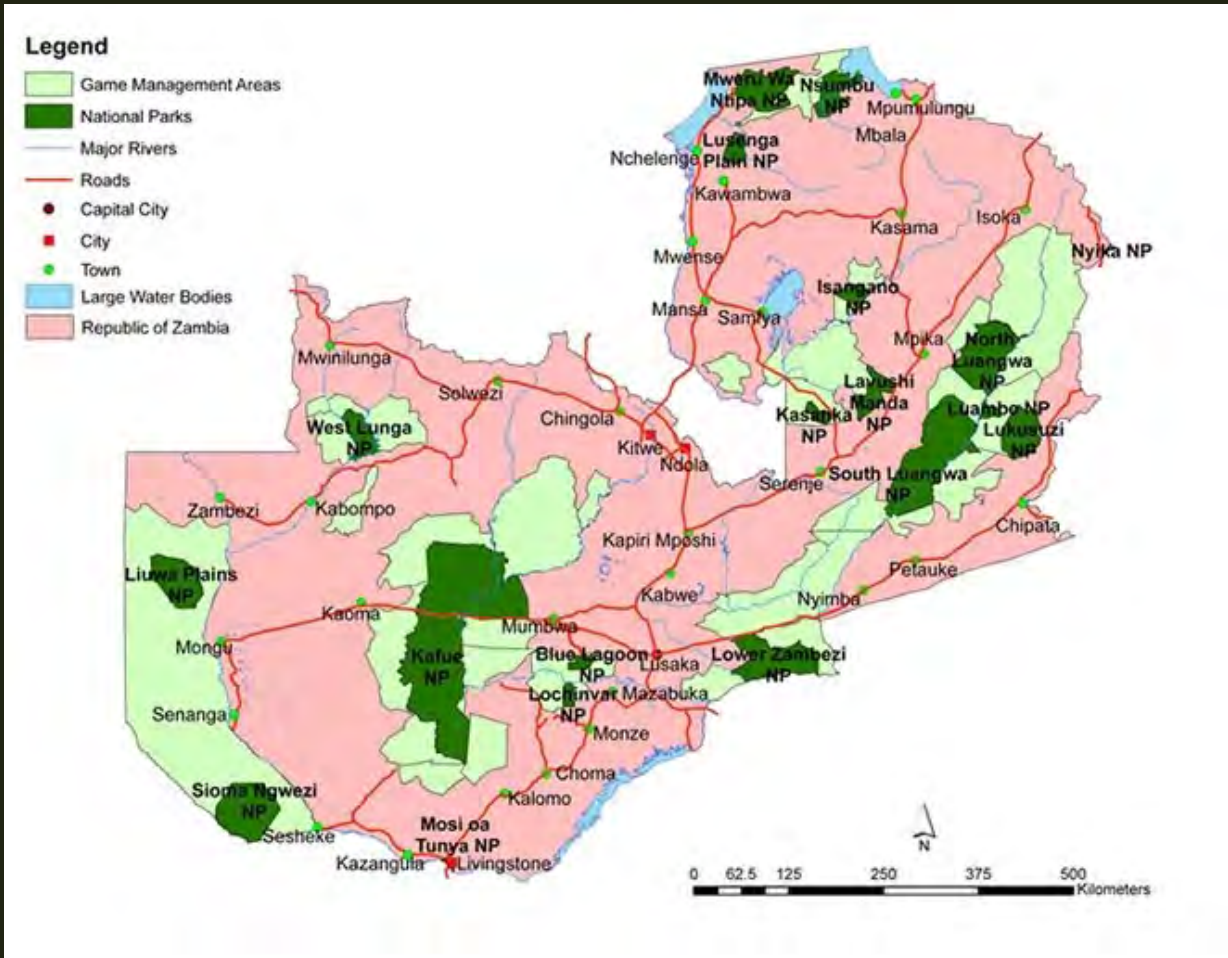 Legend
Game Management Areas
National Parks
Major Rivers
Roads
Capital City
City
Town
Large Water Bodies
Republic of Zambia
Mweru Wa
Ntipa NP
Nsumbu
NP
Mpumulungu
Mbala
Lusenga
Plain NP
Nchelenge
Kawambwa
Kasama
Isoka
Nyika NP
Mwense
Isangano
NP
Mansa
Samfya
Mpika
North
Luangwa
NP
Mwinilunga
Solwezi
Chingola
Lavushi
Manda
NP
Kasanka
NP
Luambe NP
Lukusuzi
NP
West Lunga
NP
Kitwe
Ndola
Serenje
South Luangwa
NP
Zambezi
Kabompo
Chipata
Kapiri Mposhi
Petauke
Liuwa Plains
NP
Kabwe
Nyimba
Kaoma
Mumbwa
Mongu
Kafue
NP
Blue Lagoon
NP
Lusaka
Lower Zambezi
NP
Lochinvar
NP
Mazabuka
Senanga
Monze
Choma
Sioma Ngwezi
NP
Kalomo
Sesheke
Mosi oa
Tunya NP
Kazangula
Livingstone
N
0 62.5 125 250 375 500
Kilometers